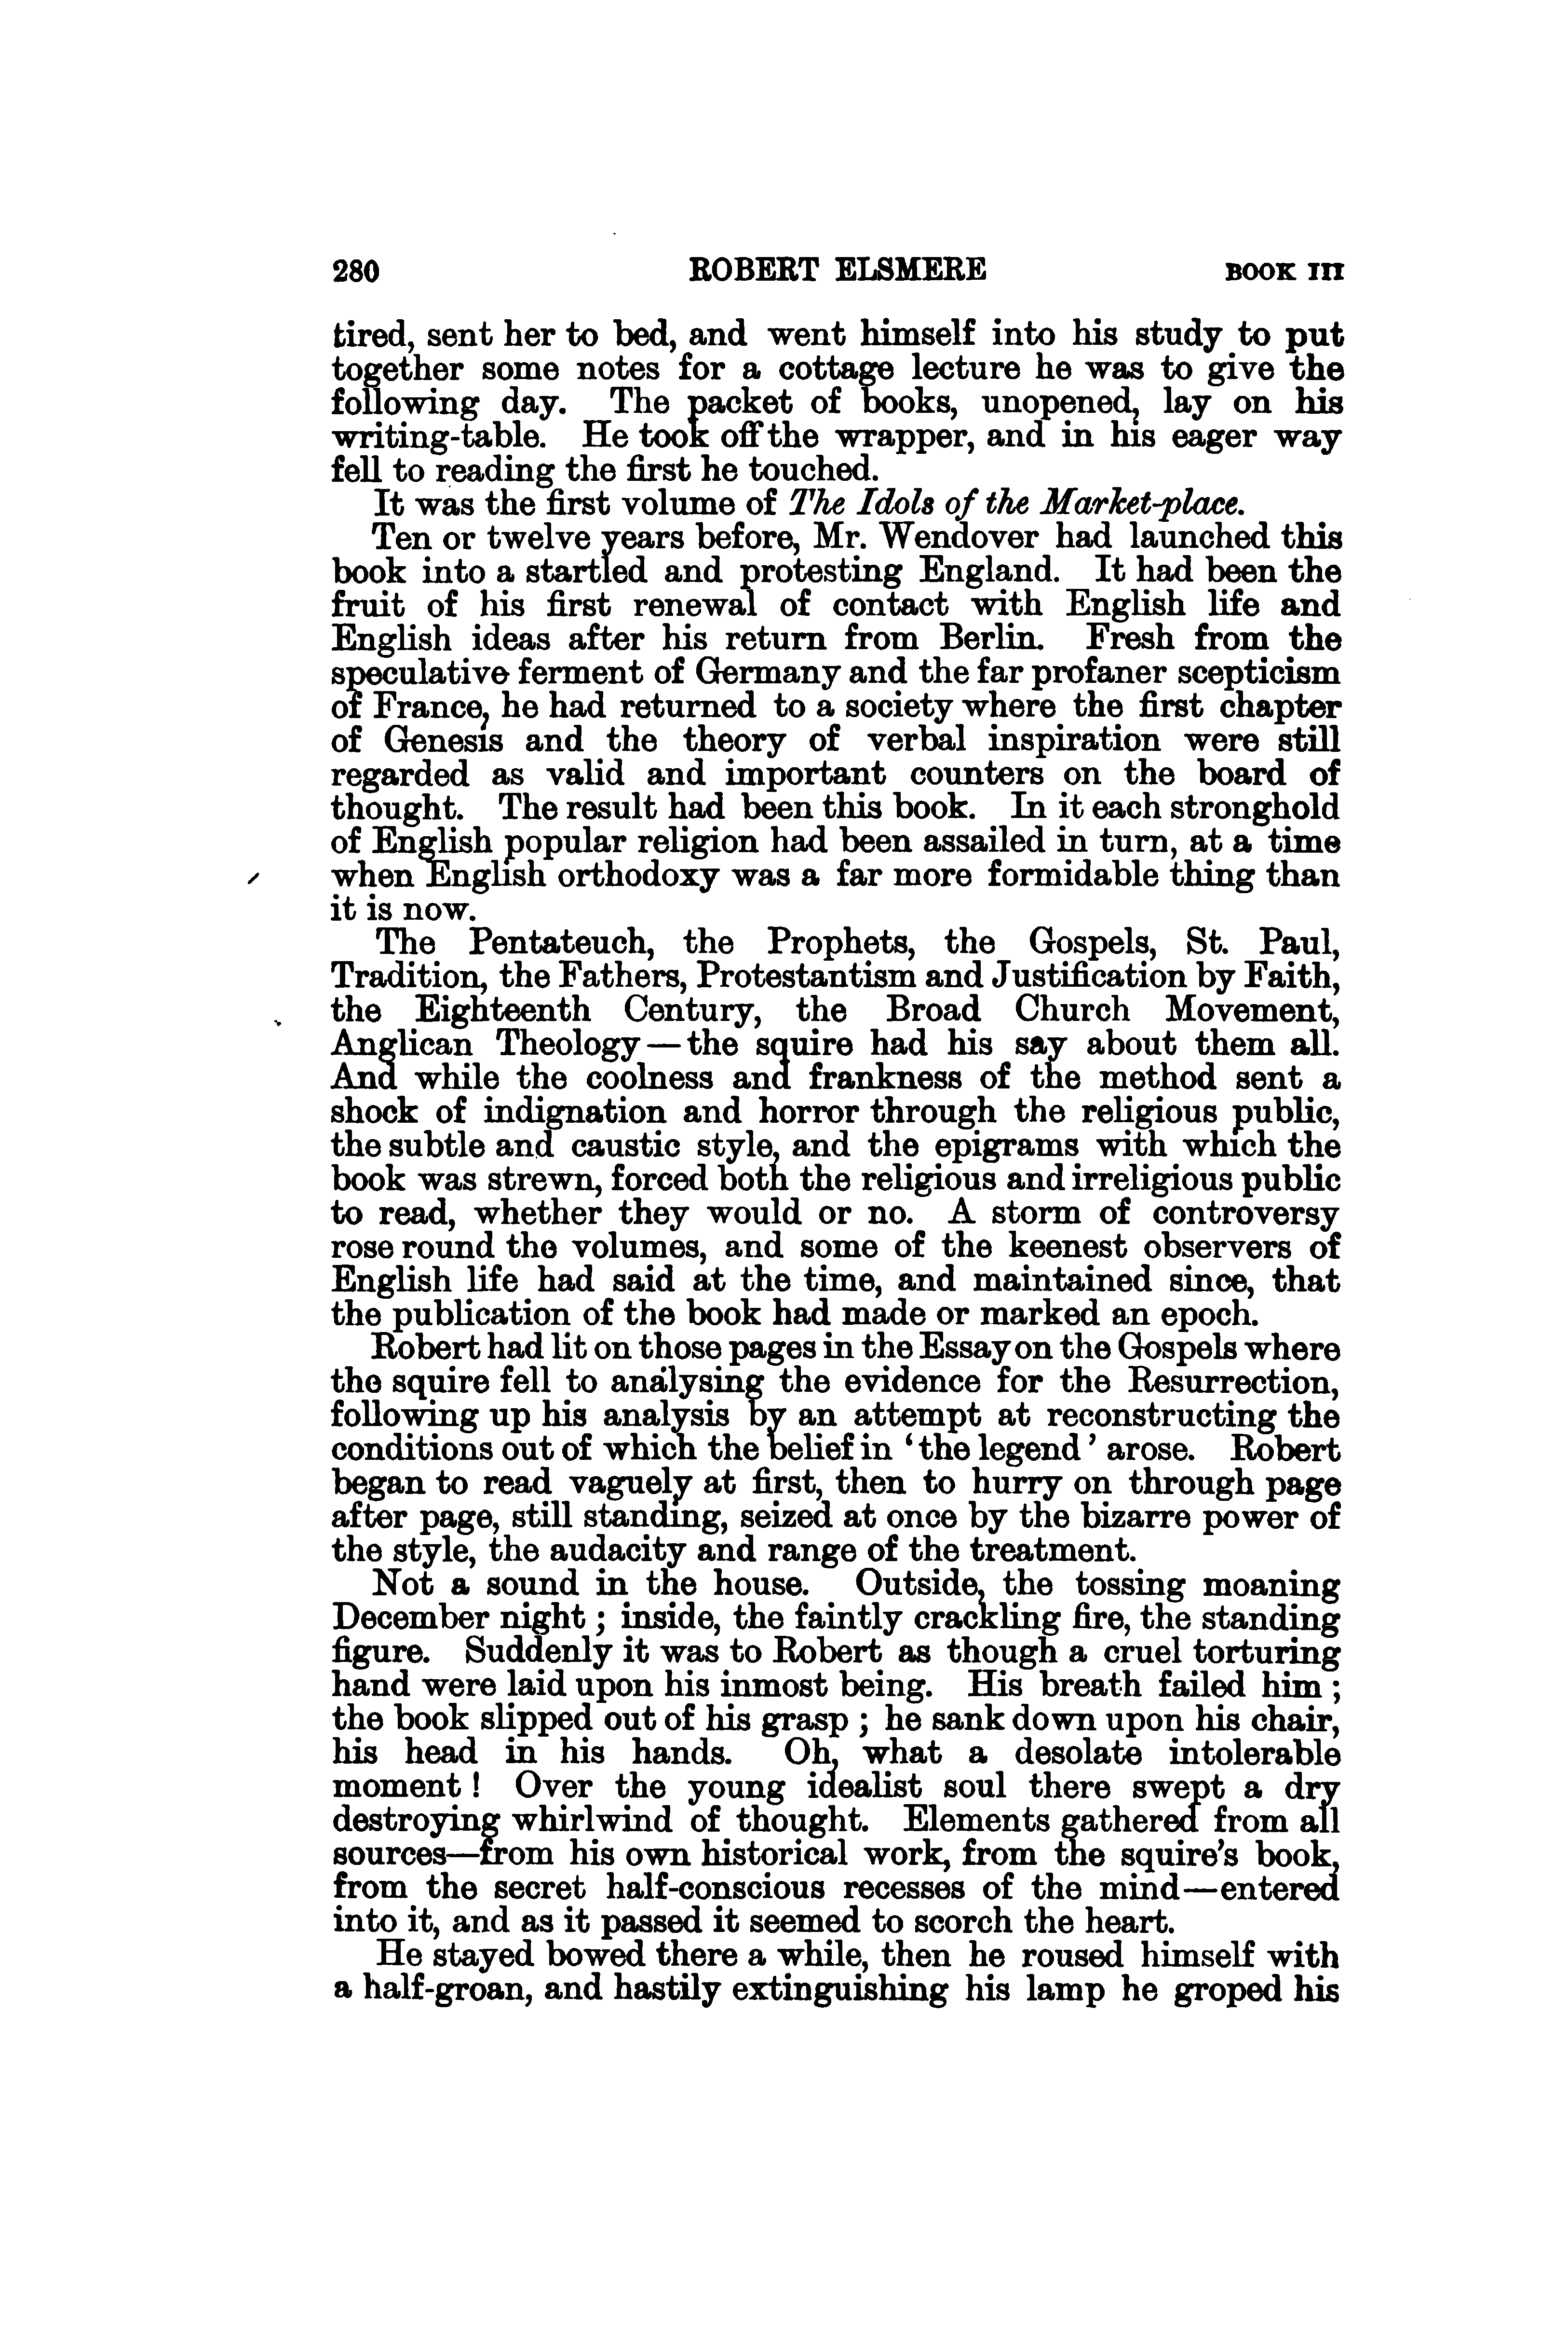 280 ROBERT ELSMERE BOOK III
tired, sent her to bed, and went himself into his study to put
together some notes for a cottage lecture he was to give the
following day. The packet of books, unopened, lay on his
writing-table. He took off the wrapper, and in his eager way
fell to reading the first he touched.
It was the first volume of The Idols of the Market-place.
Ten or twelve years before, Mr. Wendover had launched this
book into a startled and protesting England. It had been the
fruit of his first renewal of contact with English life and
English ideas after his return from Berlin. Fresh from the
speculative ferment of Germany and the far profaner scepticism
of France, he had returned to a society where the first chapter
of Genesis and the theory of verbal inspiration were still
regarded as valid and important counters on the board of
thought. The result had been this book. In it each stronghold
of English popular religion had been assailed in turn, at a time
when English orthodoxy was a far more formidable thing than
it is now.
The Pentateuch, the Prophets, the Gospels, St. Paul,
Tradition, the Fathers, Protestantism and Justification by Faith,
the Eighteenth Century, the Broad Church Movement,
Anglican Theology—the squire had his say about them all.
And while the coolness and frankness of the method sent a
shock of indignation and horror through the religious public,
the subtle and caustic style, and the epigrams with which the
book was strewn, forced both the religious and irreligious public
to read, whether they would or no. A storm of controversy
rose round the volumes, and some of the keenest observers of
English life had said at the time, and maintained since, that
the publication of the book had made or marked an epoch.
Robert had lit on those pages in the Essay on the Gospels where
the squire fell to analysing the evidence for the Resurrection,
following up his analysis by an attempt at reconstructing the
conditions out of which the belief in ‘the legend’ arose. Robert
began to read vaguely at first, then to hurry on through page
after page, still standing, seized at once by the bizarre power of
the style, the audacity and range of the treatment.
Not a sound in the house. Outside, the tossing moaning
December night ; inside, the faintly crackling fire, the standing
figure. Suddenly it was to Robert as though a cruel torturing
hand were laid upon his inmost being. His breath failed him ;
the book slipped out of his grasp ; he sank down upon his chair,
his head in his hands. Oh, what a desolate intolerable
moment ! Over the young idealist soul there swept a dry
destroying whirlwind of thought. Elements gathered from all
sources—from his own historical work, from the squire's book,
from the secret half-conscious recesses of the mind—entered
into it, and as it passed it seemed to scorch the heart.
He stayed bowed there a while, then he roused himself with
a half-groan, and hastily extinguishing his lamp he groped his